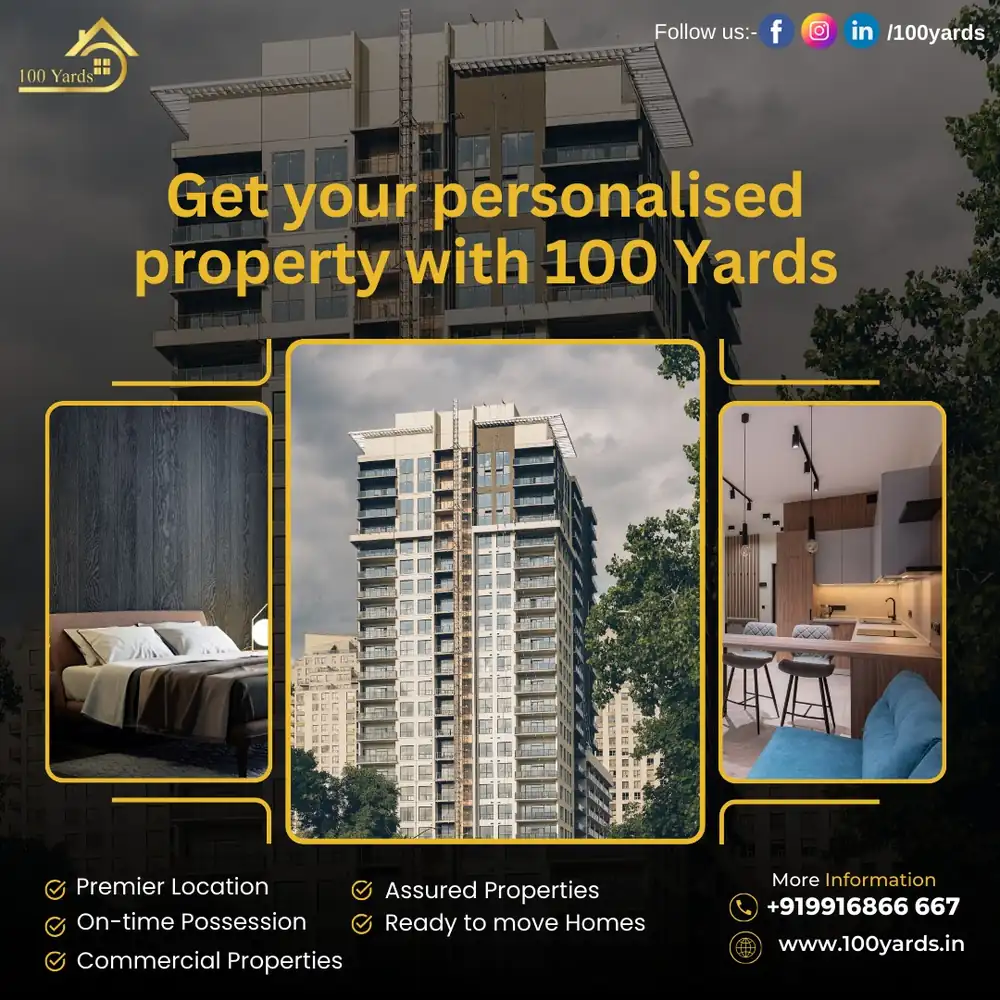 100 Yards
Follow us:- /100yards
Get your personalised
property with 100 Yards
Premier Location
On-time Possession
Commercial Properties
Assured Properties
Ready to move Homes
More Information
+919916866 667
www.100yards.in